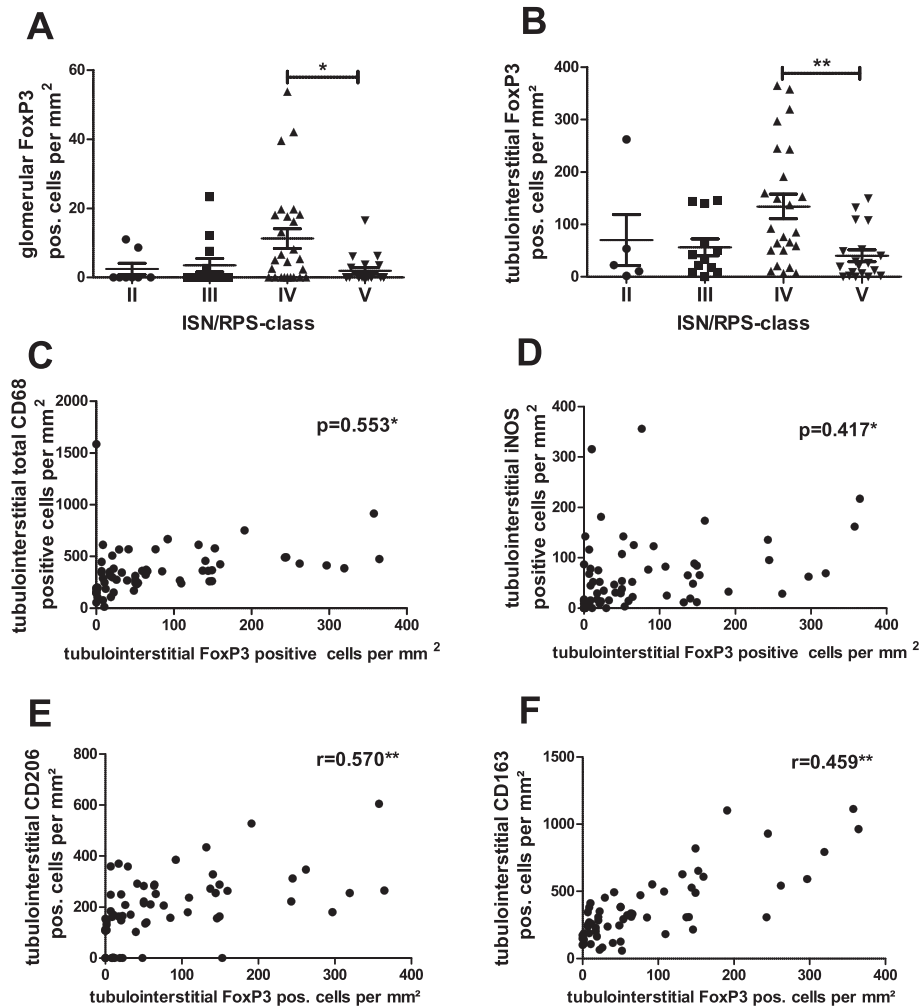 A
glomerular FoxP3
pos. cells per mm²
60
40
20
0
*
II III IV V
ISN/RPS-class
B
tubulointerstitial FoxP3
pos. cells per mm²
400
300
200
100
0
**
II III IV V
ISN/RPS-class
C
tubulointerstitial total CD68
positive cells per mm²
2000
1500
1000
500
0
p=0.553*
0 100 200 300 400
tubulointerstitial FoxP3 positive cells per mm ²
D
tubulointerstitial iNOS
positive cells per mm²
400
300
200
100
0
p=0.417*
0 100 200 300 400
tubulointerstitial FoxP3 positive cells per mm ²
E
tubulointerstitial CD206
pos. cells per mm²
800
600
400
200
0
r=0.570**
0 100 200 300 400
tubulointerstitial FoxP3 pos. cells per mm²
F
tubulointerstitial CD163
pos. cells per mm²
1500
1000
500
0
r=0.459**
0 100 200 300 400
tubulointerstitial FoxP3 pos. cells per mm²